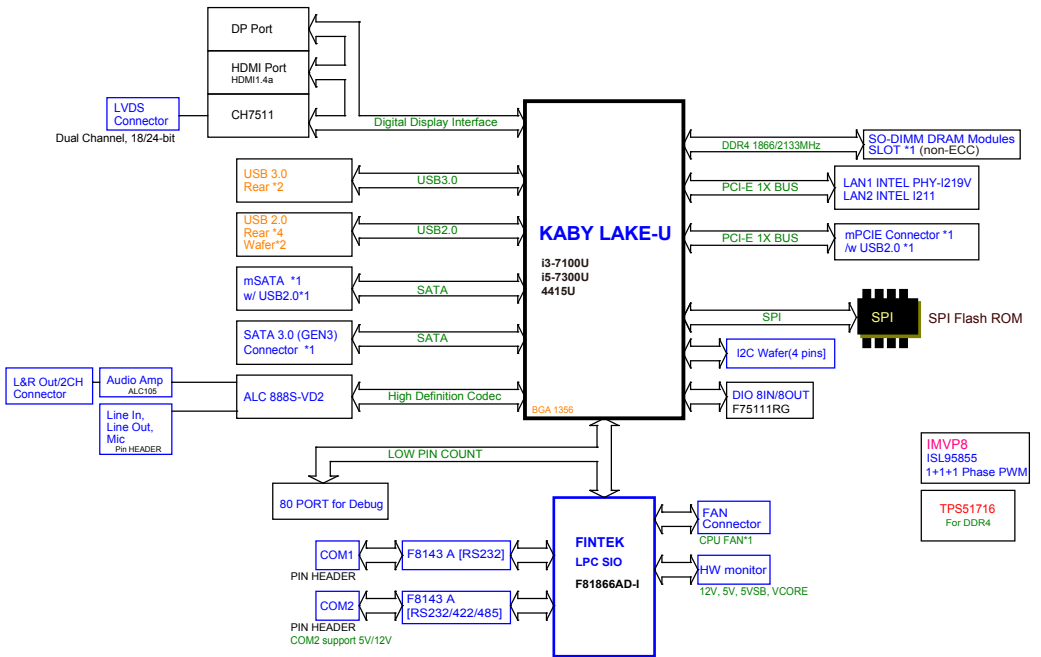 DP Port
HDMI Port
HDMI1.4a
CH7511
LVDS
Connector
Dual Channel, 18/24-bit
Digital Display Interface
USB 3.0
Rear *2
USB3.0
USB 2.0
Rear *4
Wafer*2
USB2.0
mSATA *1
w/ USB2.0*1
SATA
SATA 3.0 (GEN3)
Connector *1
SATA
L&R Out/2CH
Connector
Audio Amp
ALC105
ALC 888S-VD2
High Definition Codec
Line In,
Line Out,
Mic
Pin HEADER
KABY LAKE-U
i3-7100U
i5-7300U
4415U
BGA 1356
DDR4 1866/2133MHz
SO-DIMM DRAM Modules
SLOT *1 (non-ECC)
PCI-E 1X BUS
LAN1 INTEL PHY-I219V
LAN2 INTEL I211
PCI-E 1X BUS
mPCIE Connector *1
/w USB2.0 *1
SPI
SPI
SPI Flash ROM
I2C Wafer(4 pins]
DIO 8IN/8OUT
F75111RG
LOW PIN COUNT
80 PORT for Debug
IMVP8
ISL95855
1+1+1 Phase PWM
TPS51716
For DDR4
FINTEK
LPC SIO
F81866AD-I
FAN
Connector
CPU FAN*1
HW monitor
12V, 5V, 5VSB, VCORE
COM1
PIN HEADER
F8143 A [RS232]
COM2
PIN HEADER
COM2 support 5V/12V
F8143 A
[RS232/422/485]